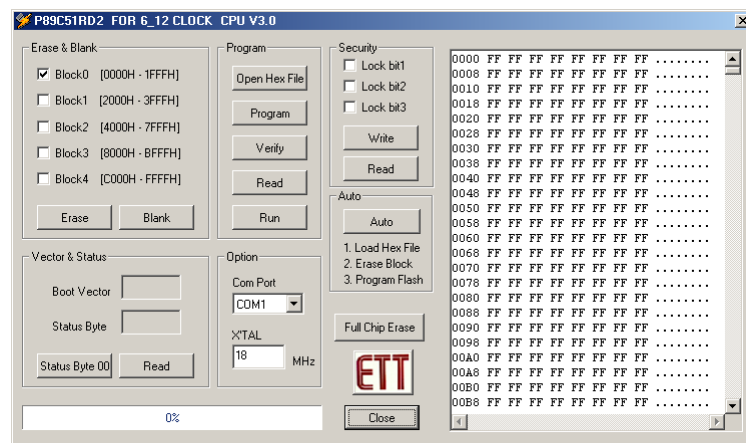 P89C51RD2 FOR 6_12 CLOCK CPU V3.0
Erase & Blank
Block0 [0000H - 1FFFH]
Block1 [2000H - 3FFFH]
Block2 [4000H - 7FFFH]
Block3 [8000H - BFFFH]
Block4 [C000H - FFFFH]
Erase Blank
Program
Open Hex File
Program
Verify
Read
Run
Security
Lock bit1
Lock bit2
Lock bit3
Write
Read
Auto
Auto
1. Load Hex File
2. Erase Block
3. Program Flash
Vector & Status
Boot Vector
Status Byte
Status Byte 00 Read
Option
Com Port
COM1
X'TAL
18 MHz
Full Chip Erase
ETT
0%
Close
0000 FF FF FF FF FF FF FF FF ........
0008 FF FF FF FF FF FF FF FF ........
0010 FF FF FF FF FF FF FF FF ........
0018 FF FF FF FF FF FF FF FF ........
0020 FF FF FF FF FF FF FF FF ........
0028 FF FF FF FF FF FF FF FF ........
0030 FF FF FF FF FF FF FF FF ........
0038 FF FF FF FF FF FF FF FF ........
0040 FF FF FF FF FF FF FF FF ........
0048 FF FF FF FF FF FF FF FF ........
0050 FF FF FF FF FF FF FF FF ........
0058 FF FF FF FF FF FF FF FF ........
0060 FF FF FF FF FF FF FF FF ........
0068 FF FF FF FF FF FF FF FF ........
0070 FF FF FF FF FF FF FF FF ........
0078 FF FF FF FF FF FF FF FF ........
0080 FF FF FF FF FF FF FF FF ........
0088 FF FF FF FF FF FF FF FF ........
0090 FF FF FF FF FF FF FF FF ........
0098 FF FF FF FF FF FF FF FF ........
00A0 FF FF FF FF FF FF FF FF ........
00A8 FF FF FF FF FF FF FF FF ........
00B0 FF FF FF FF FF FF FF FF ........
00B8 FF FF FF FF FF FF FF FF ........